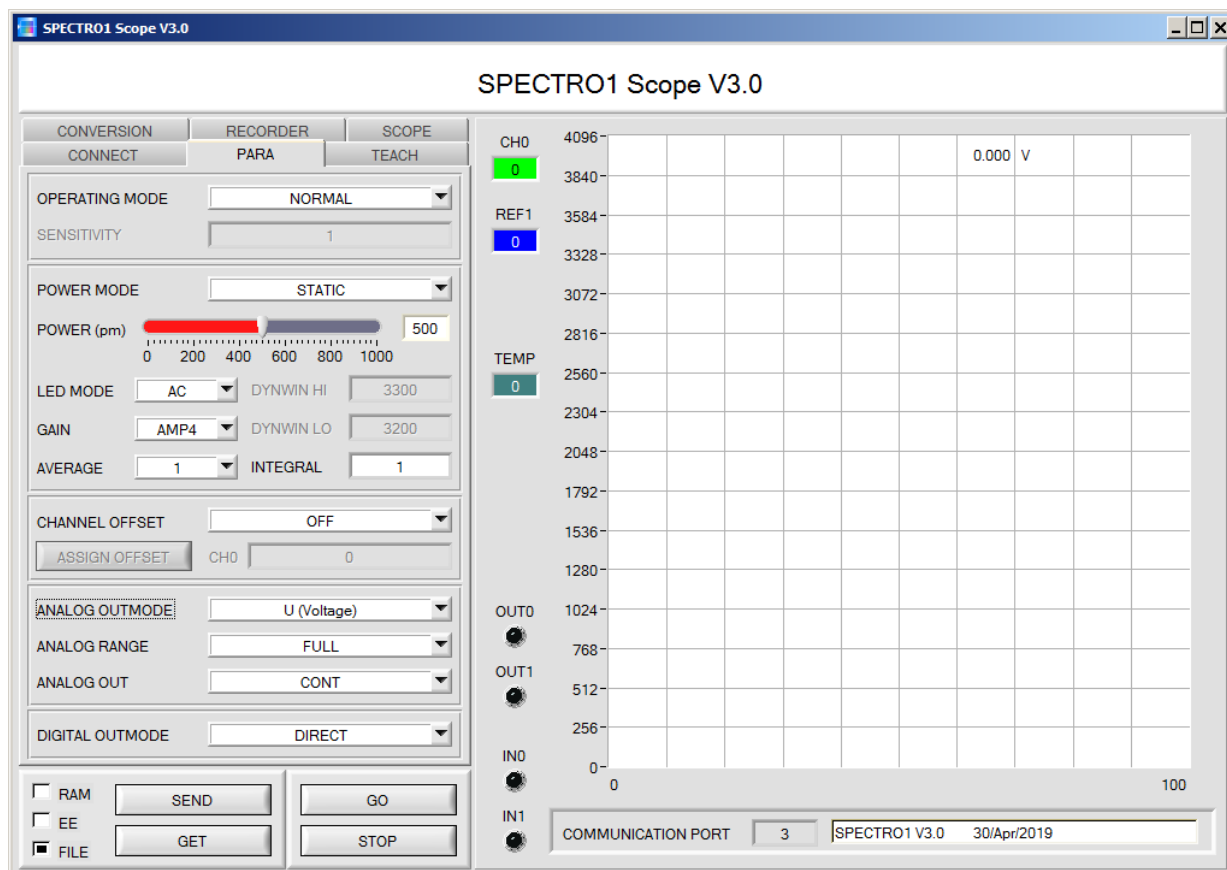 SPECTRO1 Scope V3.0
SPECTRO1 Scope V3.0
CONVERSION RECORDER SCOPE
CONNECT PARA TEACH
OPERATING MODE NORMAL
SENSITIVITY 1
POWER MODE STATIC
POWER (pm) 500
0 200 400 600 800 1000
LED MODE AC DYNWIN HI 3300
GAIN AMP4 DYNWIN LO 3200
AVERAGE 1 INTEGRAL 1
CHANNEL OFFSET OFF
ASSIGN OFFSET CH0 0
ANALOG OUTMODE U (Voltage)
ANALOG RANGE FULL
ANALOG OUT CONT
DIGITAL OUTMODE DIRECT
RAM
EE
FILE
SEND
GET
GO
STOP
CH0
0
REF1
0
TEMP
0
OUT0
OUT1
IN0
IN1
0.000 V
4096
3840
3584
3328
3072
2816
2560
2304
2048
1792
1536
1280
1024
768
512
256
0
0 100
COMMUNICATION PORT 3 SPECTRO1 V3.0 30/Apr/2019